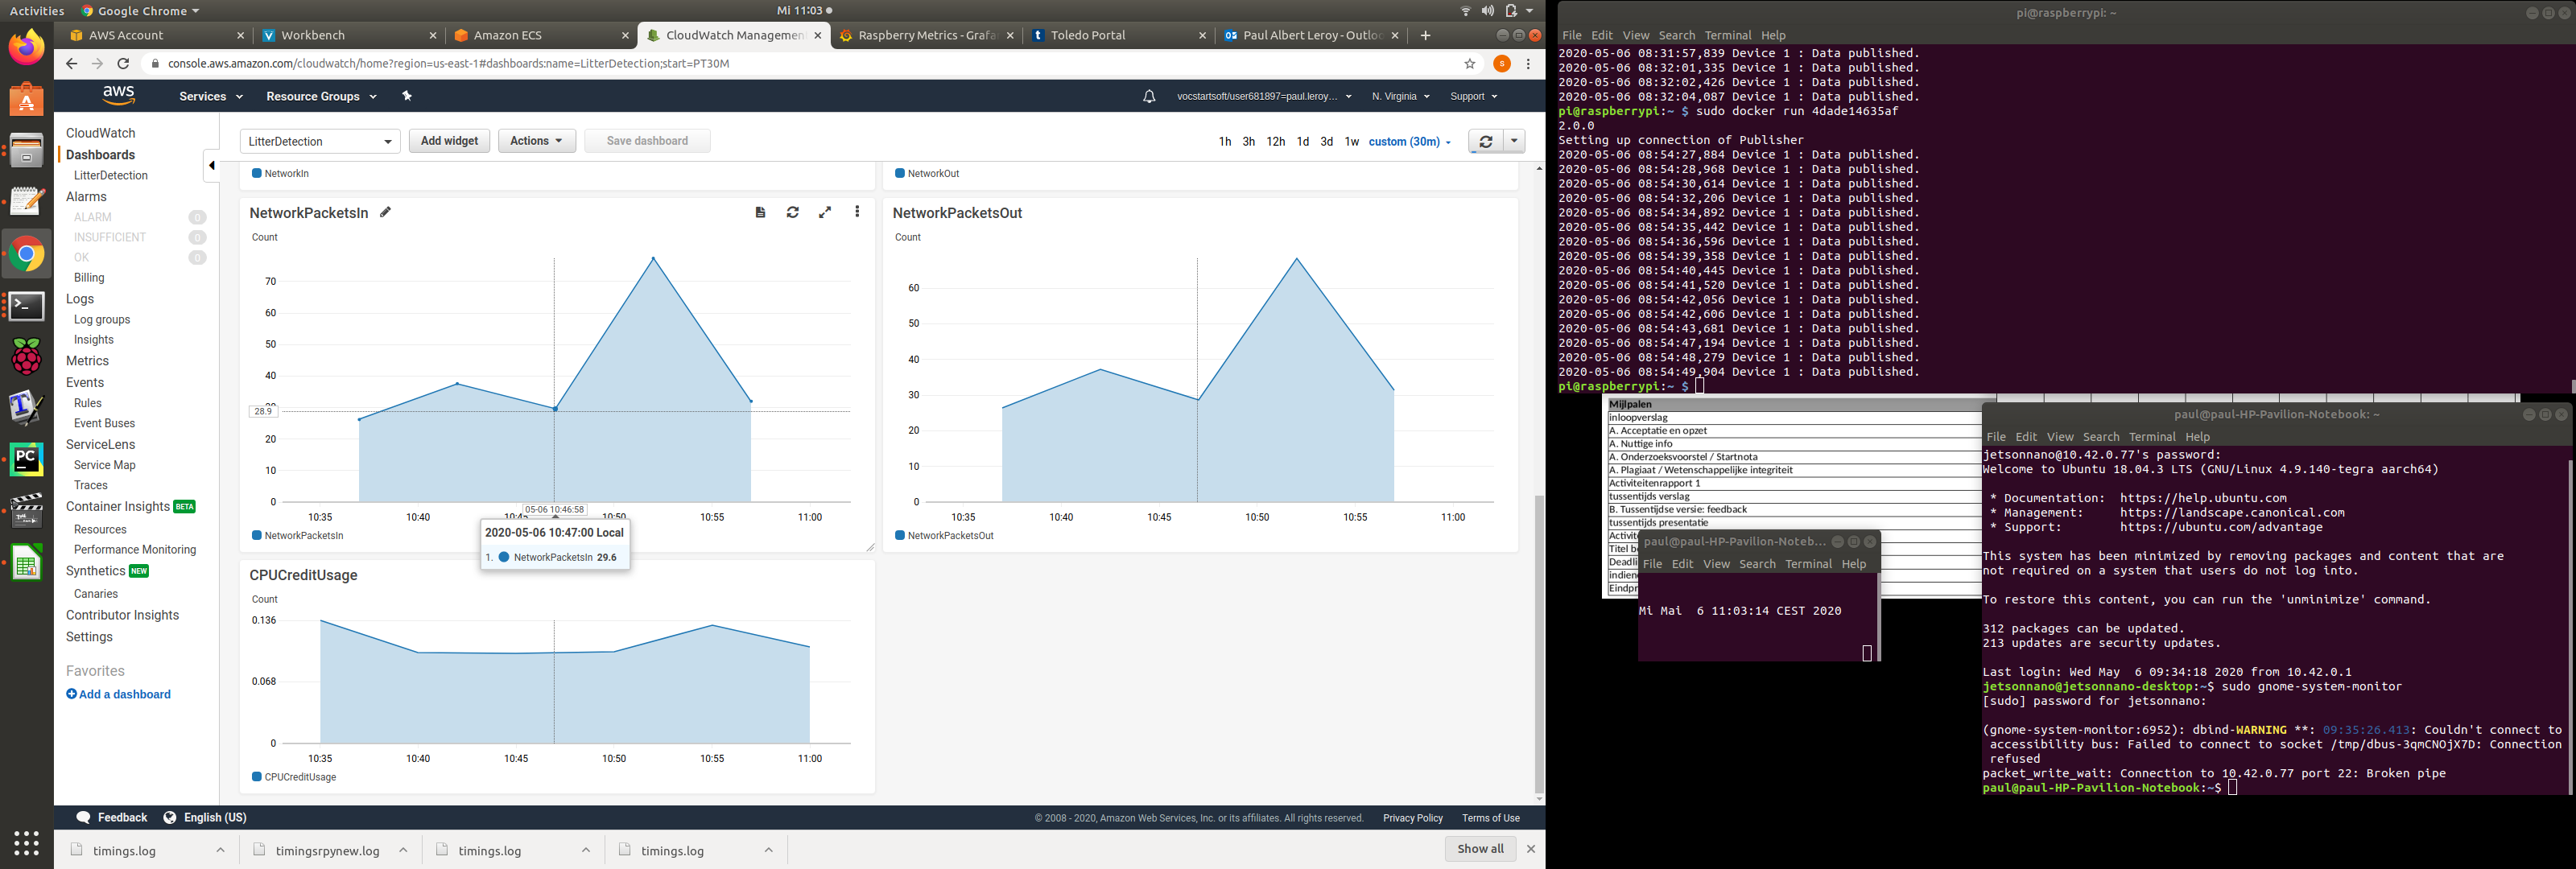 Activities
Google Chrome
Mi 11:03
AWS Account
Workbench
Amazon ECS
CloudWatch Managemen
Raspberry Metrics - Grafa
Toledo Portal
Paul Albert Leroy - Outloo
console.aws.amazon.com/cloudwatch/home?region=us-east-1#dashboards:name=LitterDetection;start=PT30M
aws
Services
Resource Groups
vocstartsoft/user681897=paul.leroy...
N. Virginia
Support
CloudWatch
Dashboards
LitterDetection
Alarms
ALARM 0
INSUFFICIENT 0
OK 0
Billing
Logs
Log groups
Insights
Metrics
Events
Rules
Event Buses
ServiceLens
Service Map
Traces
Container Insights BETA
Resources
Performance Monitoring
Synthetics NEW
Canaries
Contributor Insights
Settings
Favorites
Add a dashboard
LitterDetection
Add widget
Actions
Save dashboard
1h 3h 12h 1d 3d 1w custom (30m)
NetworkIn
NetworkOut
NetworkPacketsIn
Count
70
60
50
40
30
28.9
20
10
0
10:35 10:40 10:45 10:50 10:55 11:00
05-06 10:46:58
NetworkPacketsIn
2020-05-06 10:47:00 Local
1. NetworkPacketsIn 29.6
NetworkPacketsOut
Count
60
50
40
30
20
10
0
10:35 10:40 10:45 10:50 10:55 11:00
NetworkPacketsOut
CPUCreditUsage
Count
0.136
0.068
0
10:35 10:40 10:45 10:50 10:55 11:00
CPUCreditUsage
Feedback
English (US)
© 2008 - 2020, Amazon Web Services, Inc. or its affiliates. All rights reserved.
Privacy Policy
Terms of Use
timings.log
timingsrpynew.log
timings.log
timings.log
Show all
pi@raspberrypi: ~
File Edit View Search Terminal Help
2020-05-06 08:31:57,839 Device 1 : Data published.
2020-05-06 08:32:01,335 Device 1 : Data published.
2020-05-06 08:32:02,426 Device 1 : Data published.
2020-05-06 08:32:04,087 Device 1 : Data published.
pi@raspberrypi:~ $ sudo docker run 4dade14635af
2.0.0
Setting up connection of Publisher
2020-05-06 08:54:27,884 Device 1 : Data published.
2020-05-06 08:54:28,968 Device 1 : Data published.
2020-05-06 08:54:30,614 Device 1 : Data published.
2020-05-06 08:54:32,206 Device 1 : Data published.
2020-05-06 08:54:34,892 Device 1 : Data published.
2020-05-06 08:54:35,442 Device 1 : Data published.
2020-05-06 08:54:36,596 Device 1 : Data published.
2020-05-06 08:54:39,358 Device 1 : Data published.
2020-05-06 08:54:40,445 Device 1 : Data published.
2020-05-06 08:54:41,520 Device 1 : Data published.
2020-05-06 08:54:42,056 Device 1 : Data published.
2020-05-06 08:54:42,606 Device 1 : Data published.
2020-05-06 08:54:43,681 Device 1 : Data published.
2020-05-06 08:54:47,194 Device 1 : Data published.
2020-05-06 08:54:48,279 Device 1 : Data published.
2020-05-06 08:54:49,904 Device 1 : Data published.
pi@raspberrypi:~ $
Mijlpalen
inloopverslag
A. Acceptatie en opzet
A. Nuttige info
A. Onderzoeksvoorstel / Startnota
A. Plagiaat / Wetenschappelijke integriteit
Activiteitenrapport 1
tussentijds verslag
B. Tussentijdse versie: feedback
tussentijds presentatie
Activite
Titel be
Deadli
indien
Eindpr
paul@paul-HP-Pavilion-Noteb...
File Edit View Search Terminal Help
Mi Mai  6 11:03:14 CEST 2020
paul@paul-HP-Pavilion-Notebook: ~
File Edit View Search Terminal Help
jetsonnano@10.42.0.77's password:
Welcome to Ubuntu 18.04.3 LTS (GNU/Linux 4.9.140-tegra aarch64)
* Documentation:  https://help.ubuntu.com
* Management:     https://landscape.canonical.com
* Support:        https://ubuntu.com/advantage
This system has been minimized by removing packages and content that are
not required on a system that users do not log into.
To restore this content, you can run the 'unminimize' command.
312 packages can be updated.
213 updates are security updates.
Last login: Wed May  6 09:34:18 2020 from 10.42.0.1
jetsonnano@jetsonnano-desktop:~$ sudo gnome-system-monitor
[sudo] password for jetsonnano:
(gnome-system-monitor:6952): dbind-WARNING **: 09:35:26.413: Couldn't connect to
accessibility bus: Failed to connect to socket /tmp/dbus-3qmCNOjX7D: Connection
refused
packet_write_wait: Connection to 10.42.0.77 port 22: Broken pipe
paul@paul-HP-Pavilion-Notebook:~$